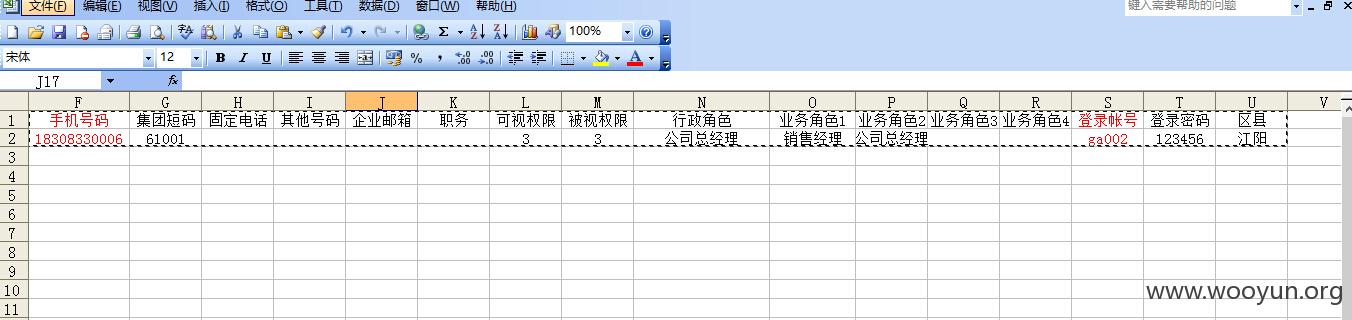 文件(F) 编辑(E) 视图(V) 插入(I) 格式(O) 工具(T) 数据(D) 窗口(W) 帮助(H) 键入需要帮助的问题
100%
宋体 12 B I U
J17 fx
F G H I J K L M N O P Q R S T U V
1 手机号码 集团短码 固定电话 其他号码 企业邮箱 职务 可视权限 被视权限 行政角色 业务角色1 业务角色2 业务角色3 业务角色4 登录帐号 登录密码 区县
2 18308330006 61001 3 3 公司总经理 销售经理 公司总经理 ga002 123456 江阳
3
4
5
6
7
8
9
10
11
www.wooyun.org